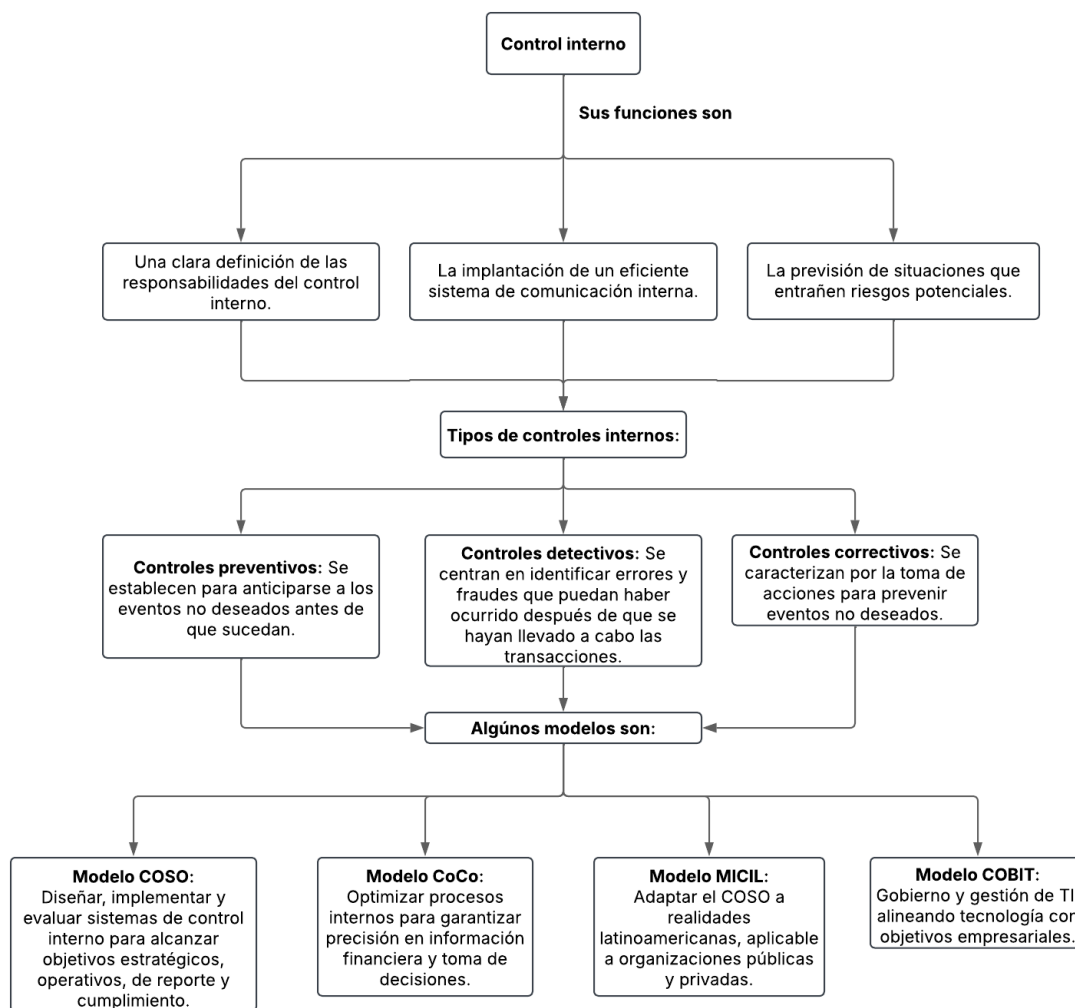 Control interno
Sus funciones son
Una clara definición de las
responsabilidades del control
interno.
La implantación de un eficiente
sistema de comunicación interna.
La previsión de situaciones que
entrañen riesgos potenciales.
Tipos de controles internos:
Controles preventivos: Se
establecen para anticiparse a los
eventos no deseados antes de
que sucedan.
Controles detectivos: Se
centran en identificar errores y
fraudes que puedan haber
ocurrido después de que se
hayan llevado a cabo las
transacciones.
Controles correctivos: Se
caracterizan por la toma de
acciones para prevenir
eventos no deseados.
Algúnos modelos son:
Modelo COSO:
Diseñar, implementar y
evaluar sistemas de control
interno para alcanzar
objetivos estratégicos,
operativos, de reporte y
cumplimiento.
Modelo CoCo:
Optimizar procesos
internos para garantizar
precisión en información
financiera y toma de
decisiones.
Modelo MICIL:
Adaptar el COSO a
realidades
latinoamericanas, aplicable
a organizaciones públicas
y privadas.
Modelo COBIT:
Gobierno y gestión de TI
alineando tecnología con
objetivos empresariales.